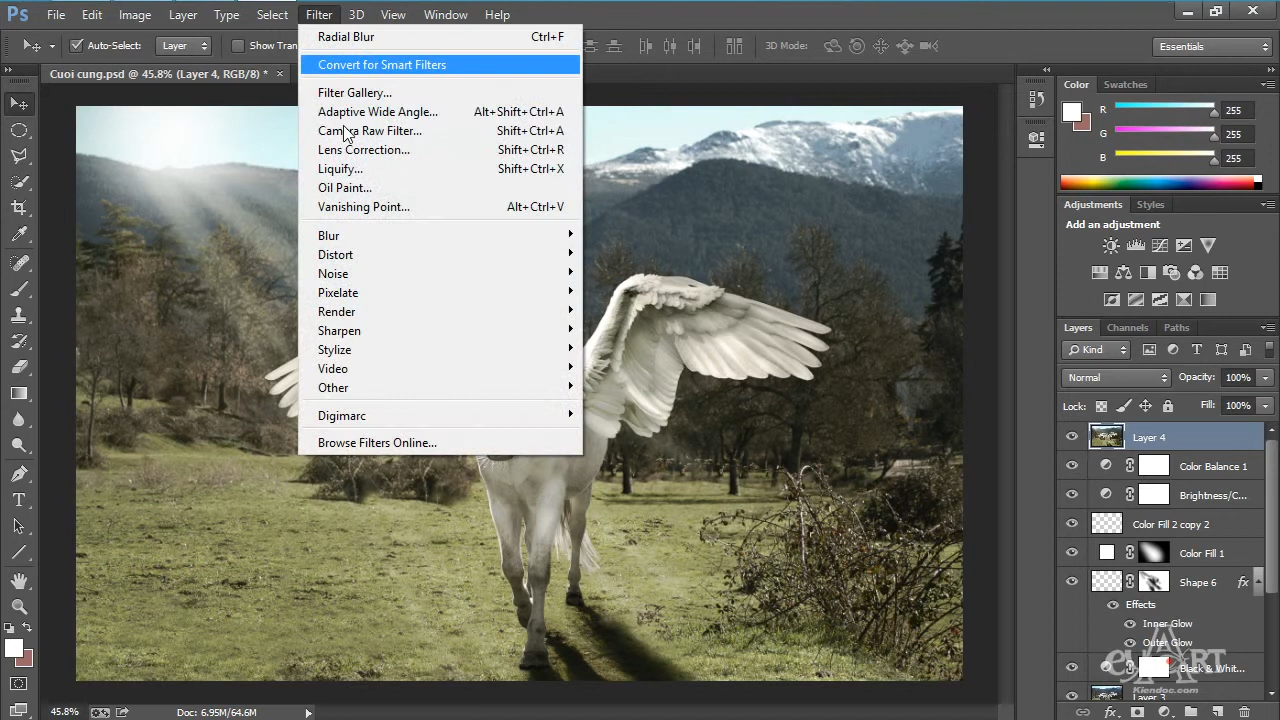 Ps File Edit Image Layer Type Select Filter 3D View Window Help
Auto-Select: Layer Show Tran 3D Mode: Essentials
Cuoi cung.psd @ 45.8% (Layer 4, RGB/8) *
Radial Blur Ctrl+F
Convert for Smart Filters
Filter Gallery...
Adaptive Wide Angle... Alt+Shift+Ctrl+A
Camera Raw Filter... Shift+Ctrl+A
Lens Correction... Shift+Ctrl+R
Liquify... Shift+Ctrl+X
Oil Paint...
Vanishing Point... Alt+Ctrl+V
Blur
Distort
Noise
Pixelate
Render
Sharpen
Stylize
Video
Other
Digimarc
Browse Filters Online...
Color Swatches
R 255
G 255
B 255
Adjustments Styles
Add an adjustment
Layers Channels Paths
Kind
Normal Opacity: 100%
Lock: Fill: 100%
Layer 4
Color Balance 1
Brightness/C...
Color Fill 2 copy 2
Color Fill 1
Shape 6 fx
Effects
Inner Glow
Outer Glow
Black & Whit...
Layer 3
Kiendoc.com
45.8% Doc: 6.95M/64.6M
fx